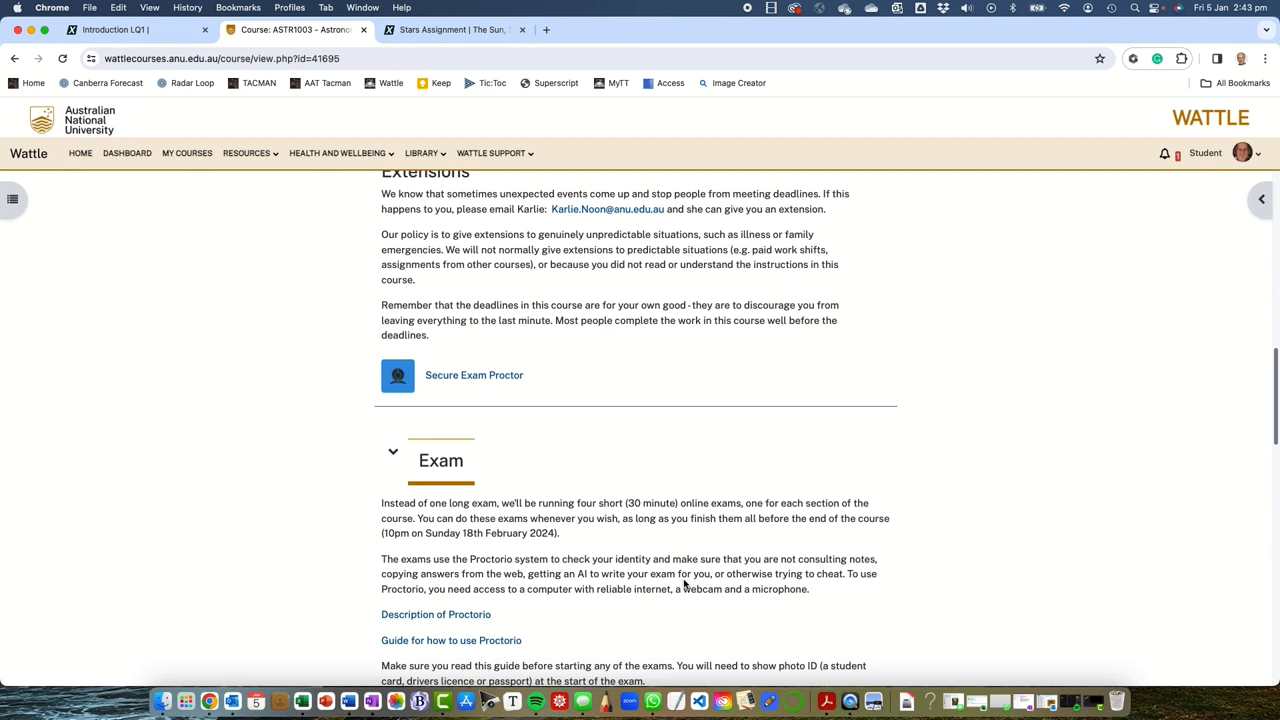 Chrome File Edit View History Bookmarks Profiles Tab Window Help Fri 5 Jan 2:43 pm
Introduction LQ1 | Course: ASTR1003 - Astrono Stars Assignment | The Sun, S
wattlecourses.anu.edu.au/course/view.php?id=41695
Home Canberra Forecast Radar Loop TACMAN AAT Tacman Wattle Keep Tic:Toc Superscript MyTT Access Image Creator All Bookmarks
Australian
National
University
WATTLE
Wattle HOME DASHBOARD MY COURSES RESOURCES HEALTH AND WELLBEING LIBRARY WATTLE SUPPORT 1 Student
Extensions
We know that sometimes unexpected events come up and stop people from meeting deadlines. If this
happens to you, please email Karlie: Karlie.Noon@anu.edu.au and she can give you an extension.
Our policy is to give extensions to genuinely unpredictable situations, such as illness or family
emergencies. We will not normally give extensions to predictable situations (e.g. paid work shifts,
assignments from other courses), or because you did not read or understand the instructions in this
course.
Remember that the deadlines in this course are for your own good - they are to discourage you from
leaving everything to the last minute. Most people complete the work in this course well before the
deadlines.
Secure Exam Proctor
Exam
Instead of one long exam, we'll be running four short (30 minute) online exams, one for each section of the
course. You can do these exams whenever you wish, as long as you finish them all before the end of the course
(10pm on Sunday 18th February 2024).
The exams use the Proctorio system to check your identity and make sure that you are not consulting notes,
copying answers from the web, getting an AI to write your exam for you, or otherwise trying to cheat. To use
Proctorio, you need access to a computer with reliable internet, a webcam and a microphone.
Description of Proctorio
Guide for how to use Proctorio
Make sure you read this guide before starting any of the exams. You will need to show photo ID (a student
card, drivers licence or passport) at the start of the exam.